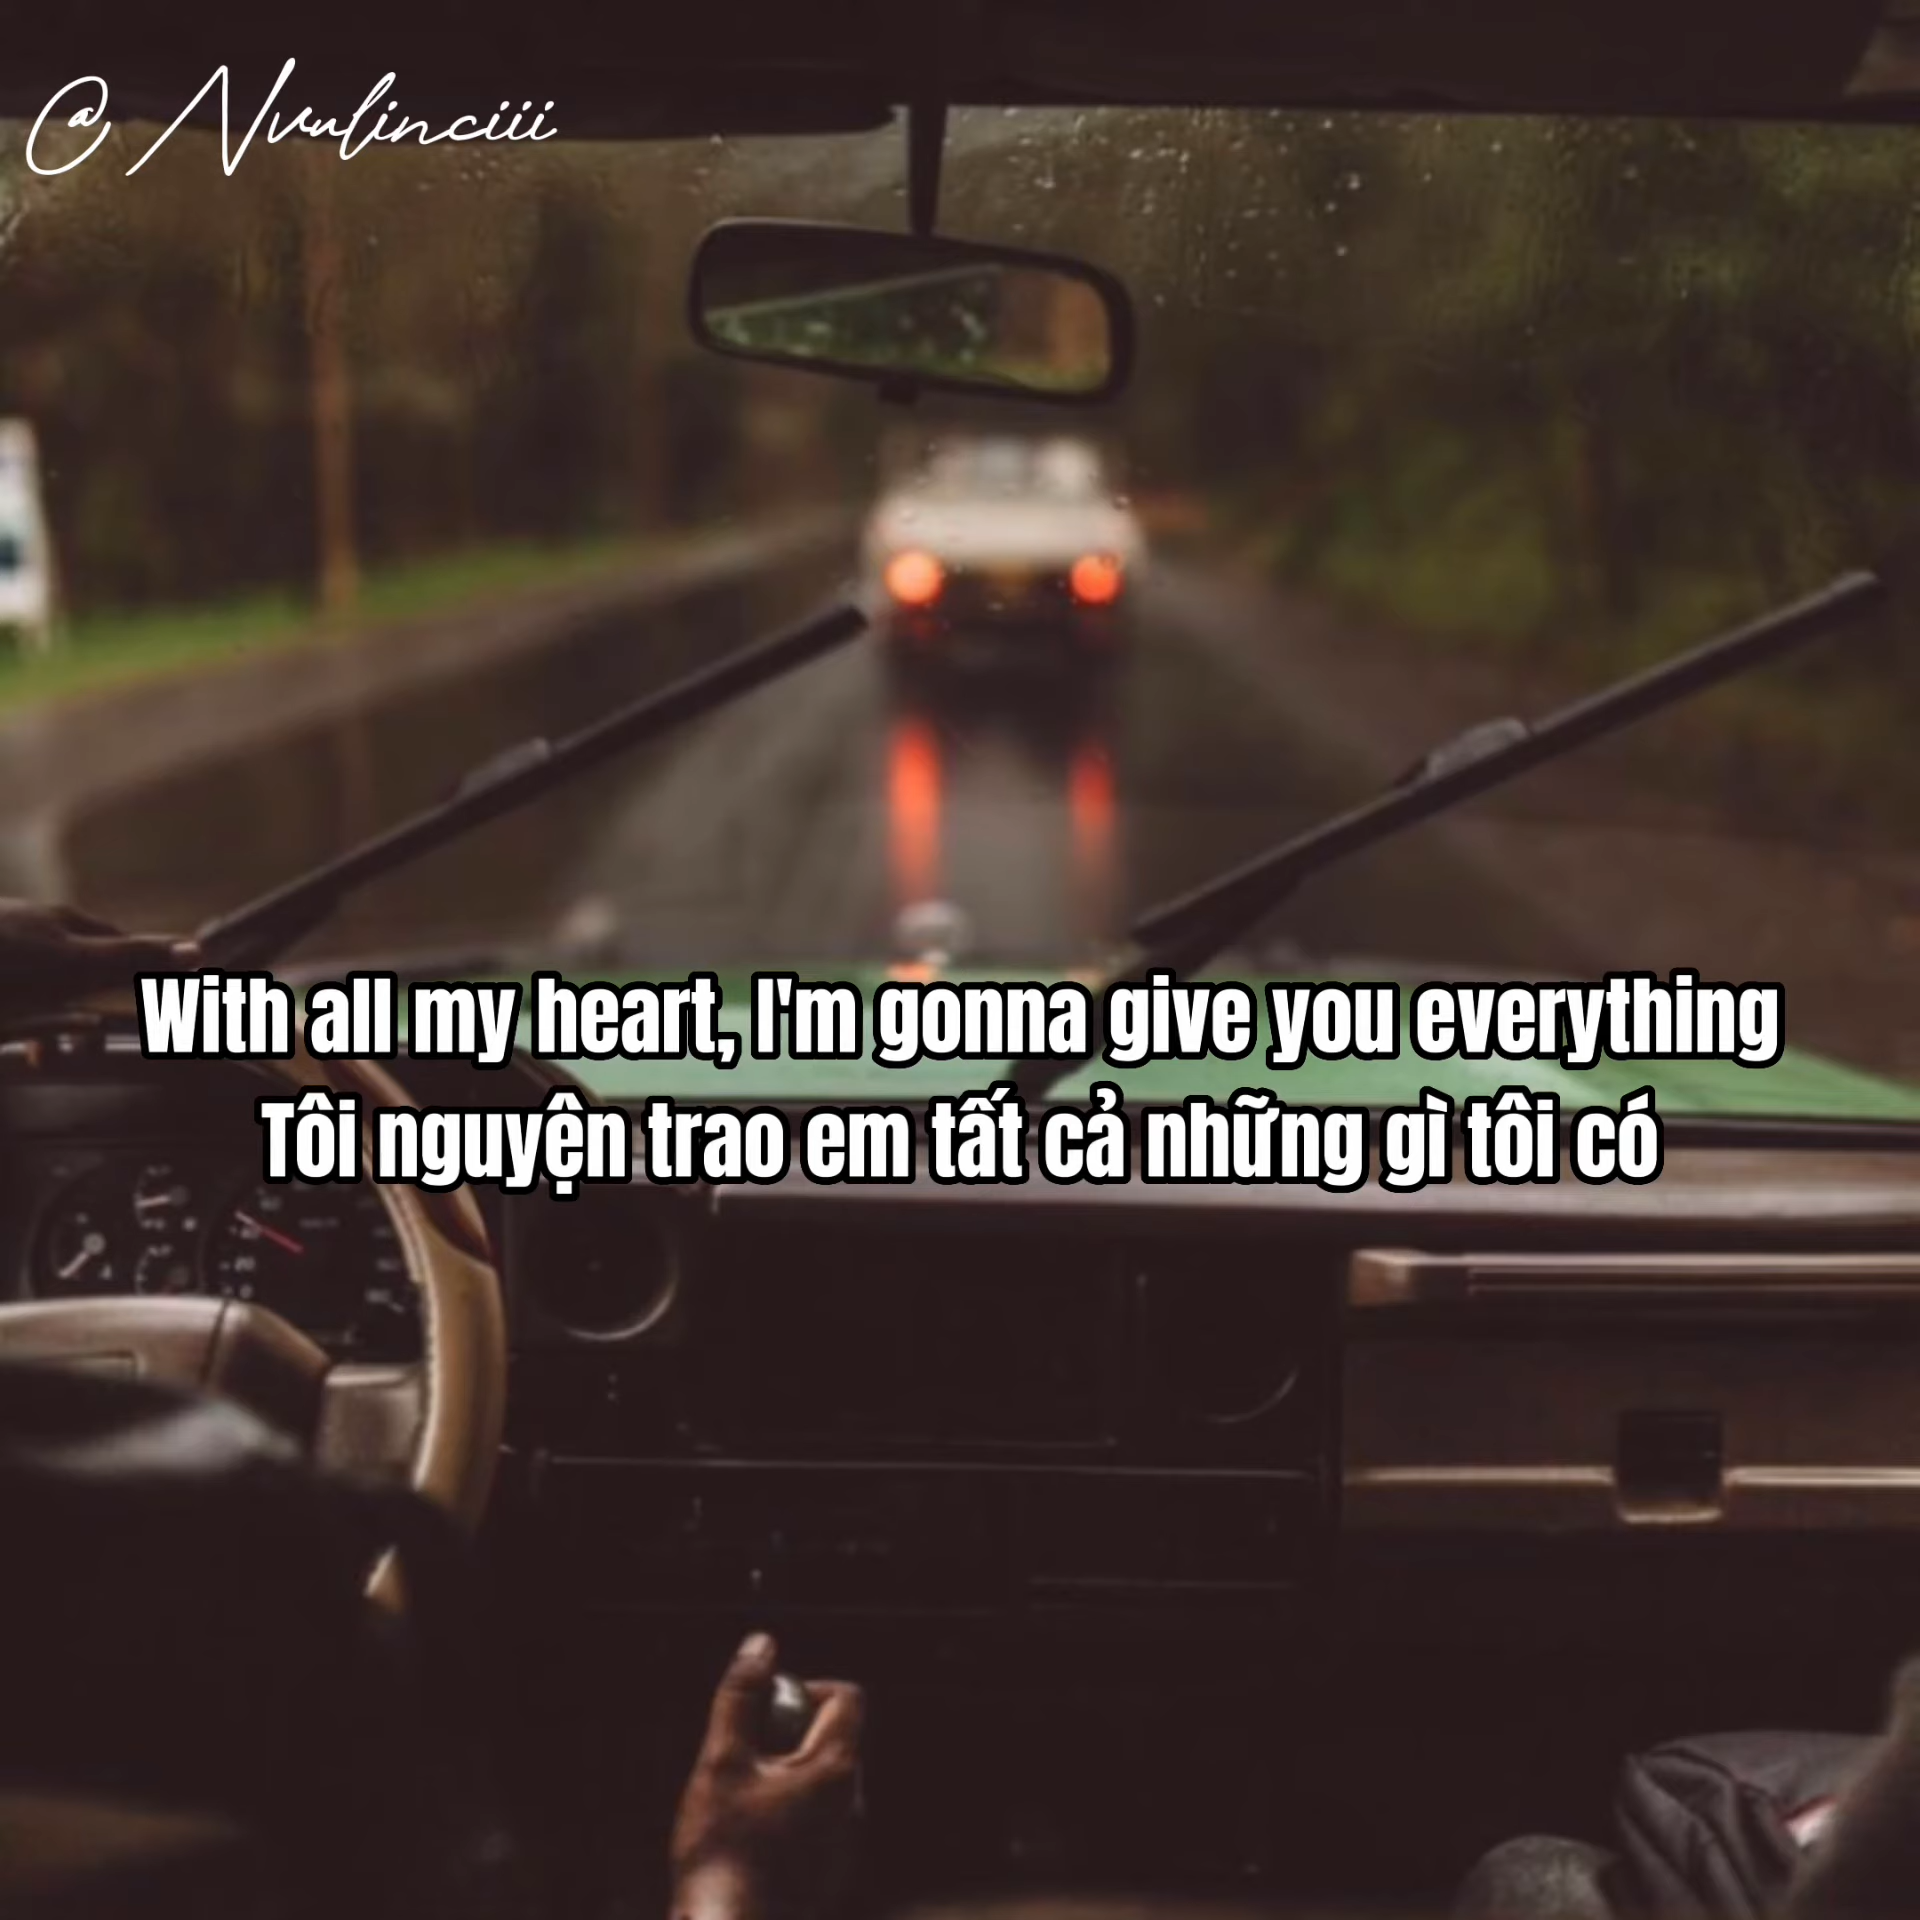 @ Nvulinciii
With all my heart, I'm gonna give you everything
Tôi nguyện trao em tất cả những gì tôi có